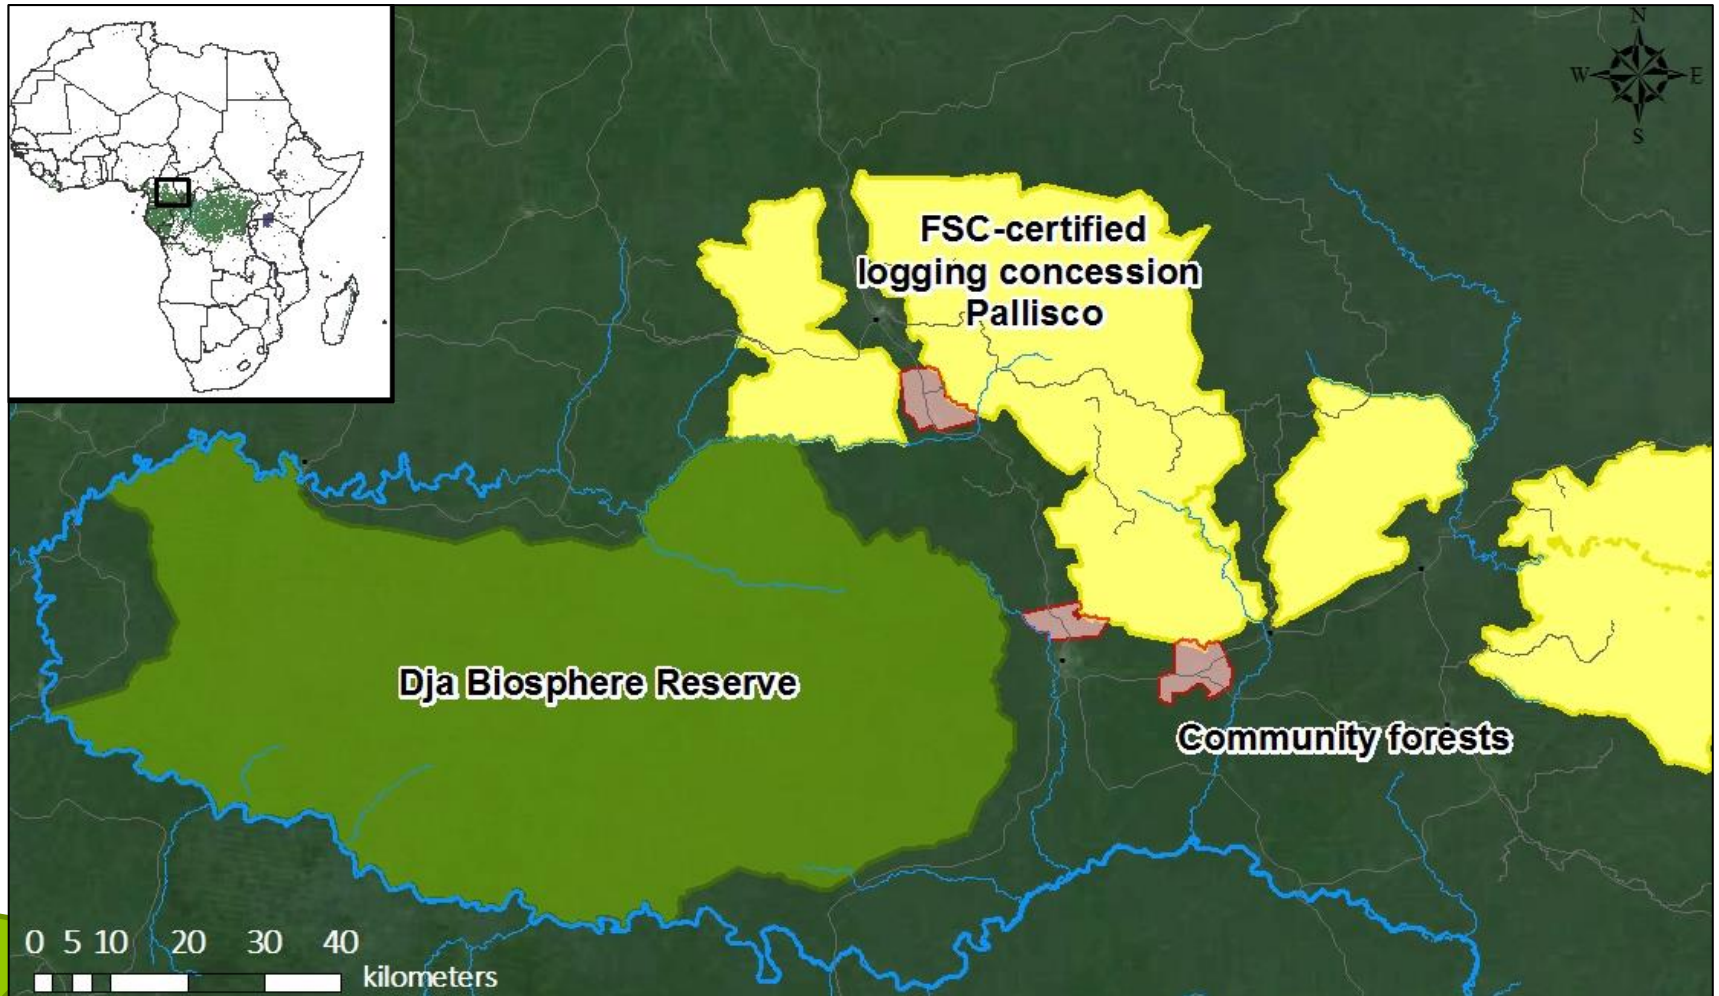 N
W E
S
FSC-certified
logging concession
Pallisco
Dja Biosphere Reserve
Community forests
0 5 10 20 30 40
kilometers